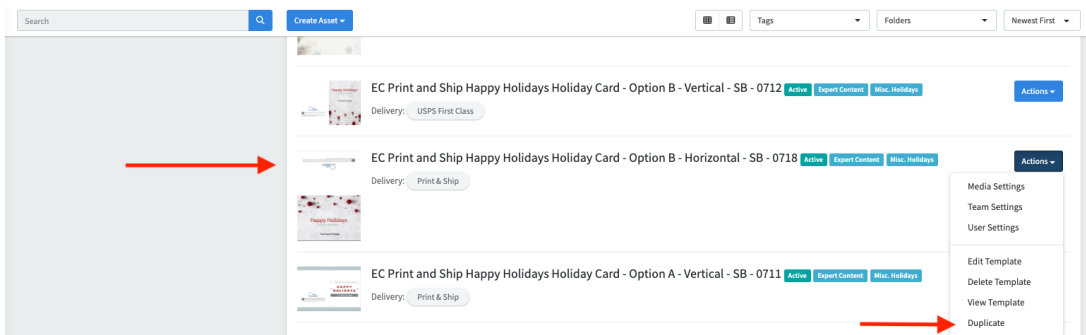 Search
Create Asset
Tags
Folders
Newest First
EC Print and Ship Happy Holidays Holiday Card - Option B - Vertical - SB - 0712 Active Expert Content Misc. Holidays
Actions
Delivery: USPS First Class
Happy Holidays
EC Print and Ship Happy Holidays Holiday Card - Option B - Horizontal - SB - 0718 Active Expert Content Misc. Holidays
Actions
Delivery: Print & Ship
Happy Holidays
Media Settings
Team Settings
User Settings
Edit Template
Delete Template
View Template
Duplicate
EC Print and Ship Happy Holidays Holiday Card - Option A - Vertical - SB - 0711 Active Expert Content Misc. Holidays
Delivery: Print & Ship
HAPPY
HOLIDAYS